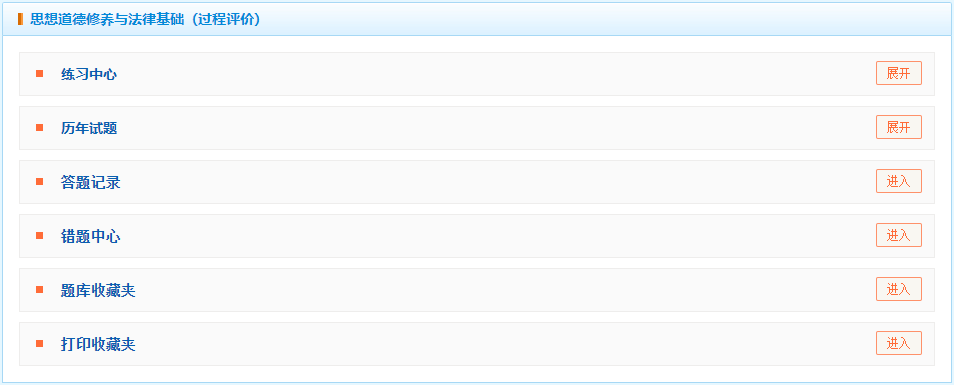 思想道德修养与法律基础（过程评价）
练习中心 展开
历年试题 展开
答题记录 进入
错题中心 进入
题库收藏夹 进入
打印收藏夹 进入